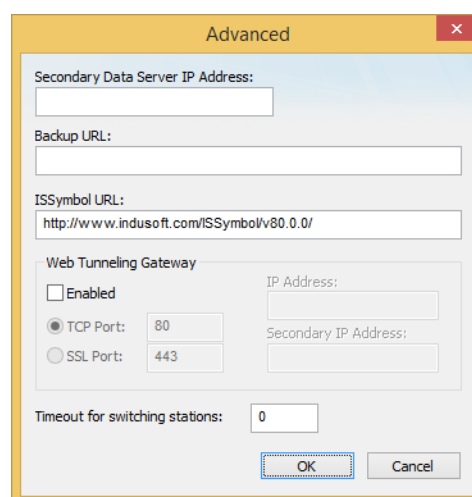 Advanced
Secondary Data Server IP Address:
Backup URL:
ISSymbol URL:
http://www.indusoft.com/ISSymbol/v80.0.0/
Web Tunneling Gateway
Enabled
IP Address:
TCP Port: 80
Secondary IP Address:
SSL Port: 443
Timeout for switching stations: 0
OK Cancel